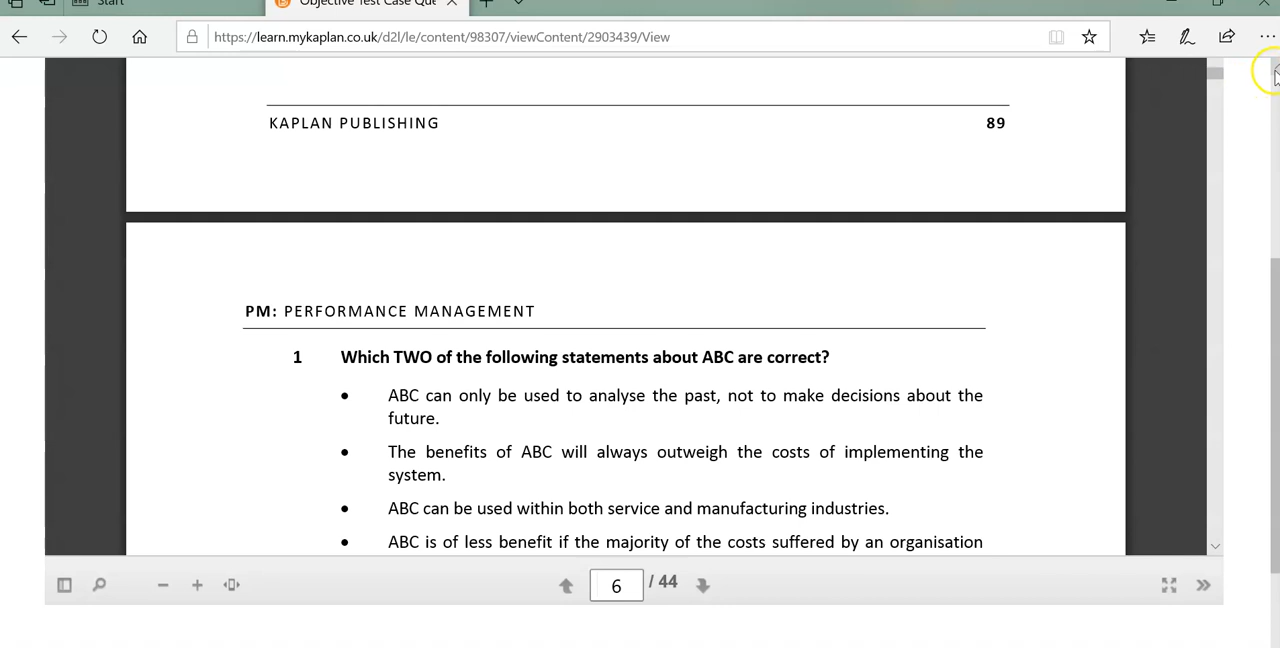 Start
Objective Test Case Que
https://learn.mykaplan.co.uk/d2l/le/content/98307/viewContent/2903439/View
KAPLAN PUBLISHING 89
PM: PERFORMANCE MANAGEMENT
1 Which TWO of the following statements about ABC are correct?
• ABC can only be used to analyse the past, not to make decisions about the
future.
• The benefits of ABC will always outweigh the costs of implementing the
system.
• ABC can be used within both service and manufacturing industries.
• ABC is of less benefit if the majority of the costs suffered by an organisation
6 / 44